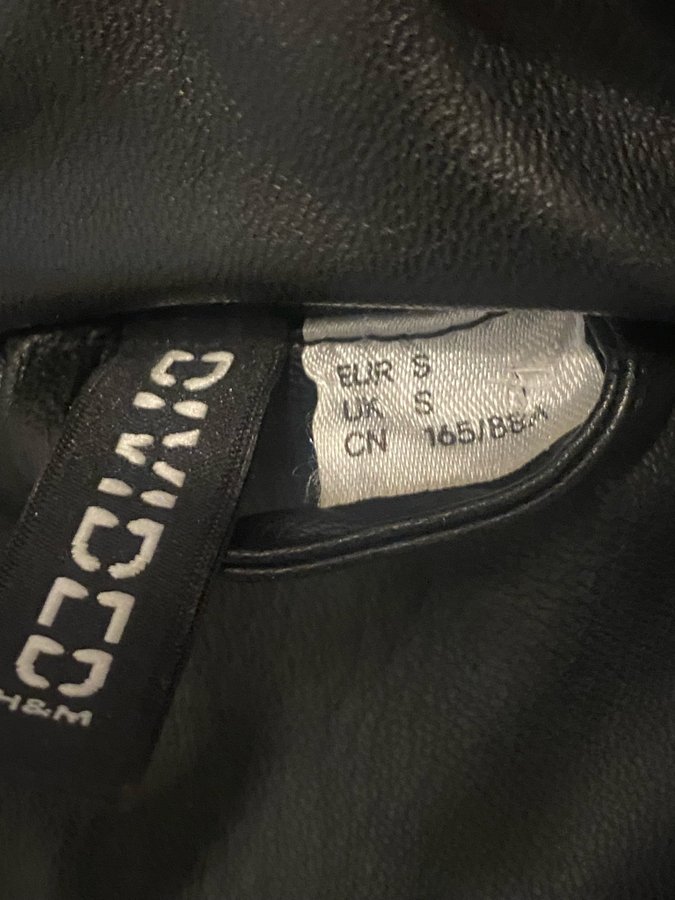 DIVIDED
H&M
EUR S
UK S
CN 165/88A